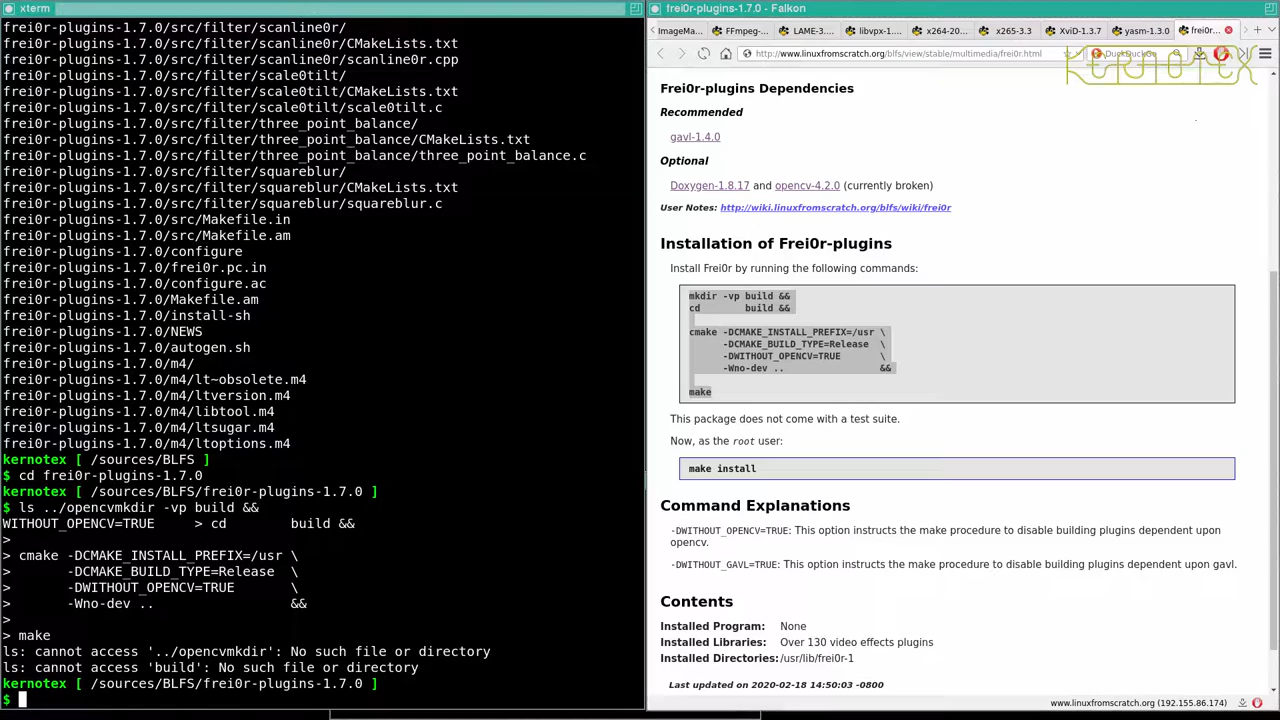 xterm
frei0r-plugins-1.7.0/src/filter/scanline0r/
frei0r-plugins-1.7.0/src/filter/scanline0r/CMakeLists.txt
frei0r-plugins-1.7.0/src/filter/scanline0r/scanline0r.cpp
frei0r-plugins-1.7.0/src/filter/scale0tilt/
frei0r-plugins-1.7.0/src/filter/scale0tilt/CMakeLists.txt
frei0r-plugins-1.7.0/src/filter/scale0tilt/scale0tilt.c
frei0r-plugins-1.7.0/src/filter/three_point_balance/
frei0r-plugins-1.7.0/src/filter/three_point_balance/CMakeLists.txt
frei0r-plugins-1.7.0/src/filter/three_point_balance/three_point_balance.c
frei0r-plugins-1.7.0/src/filter/squareblur/
frei0r-plugins-1.7.0/src/filter/squareblur/CMakeLists.txt
frei0r-plugins-1.7.0/src/filter/squareblur/squareblur.c
frei0r-plugins-1.7.0/src/Makefile.in
frei0r-plugins-1.7.0/src/Makefile.am
frei0r-plugins-1.7.0/configure
frei0r-plugins-1.7.0/frei0r.pc.in
frei0r-plugins-1.7.0/configure.ac
frei0r-plugins-1.7.0/Makefile.am
frei0r-plugins-1.7.0/install-sh
frei0r-plugins-1.7.0/NEWS
frei0r-plugins-1.7.0/autogen.sh
frei0r-plugins-1.7.0/m4/
frei0r-plugins-1.7.0/m4/lt~obsolete.m4
frei0r-plugins-1.7.0/m4/ltversion.m4
frei0r-plugins-1.7.0/m4/libtool.m4
frei0r-plugins-1.7.0/m4/ltsugar.m4
frei0r-plugins-1.7.0/m4/ltoptions.m4
kernotex [ /sources/BLFS ]
$ cd frei0r-plugins-1.7.0
kernotex [ /sources/BLFS/frei0r-plugins-1.7.0 ]
$ ls ../opencvmkdir -vp build &&
WITHOUT_OPENCV=TRUE > cd build &&
>
> cmake -DCMAKE_INSTALL_PREFIX=/usr \
> -DCMAKE_BUILD_TYPE=Release \
> -DWITHOUT_OPENCV=TRUE \
> -Wno-dev .. &&
>
> make
ls: cannot access '../opencvmkdir': No such file or directory
ls: cannot access 'build': No such file or directory
kernotex [ /sources/BLFS/frei0r-plugins-1.7.0 ]
$
frei0r-plugins-1.7.0 - Falkon
ImageMa... FFmpeg-... LAME-3... libvpx-1... x264-20... x265-3.3 XviD-1.3.7 yasm-1.3.0 frei0r...
http://www.linuxfromscratch.org/blfs/view/stable/multimedia/frei0r.html DuckDuckGo
KERNOTEX
Frei0r-plugins Dependencies
Recommended
gavl-1.4.0
Optional
Doxygen-1.8.17 and opencv-4.2.0 (currently broken)
User Notes: http://wiki.linuxfromscratch.org/blfs/wiki/frei0r
Installation of Frei0r-plugins
Install Frei0r by running the following commands:
mkdir -vp build &&
cd build &&
cmake -DCMAKE_INSTALL_PREFIX=/usr \
-DCMAKE_BUILD_TYPE=Release \
-DWITHOUT_OPENCV=TRUE \
-Wno-dev .. &&
make
This package does not come with a test suite.
Now, as the root user:
make install
Command Explanations
-DWITHOUT_OPENCV=TRUE: This option instructs the make procedure to disable building plugins dependent upon
opencv.
-DWITHOUT_GAVL=TRUE: This option instructs the make procedure to disable building plugins dependent upon gavl.
Contents
Installed Program: None
Installed Libraries: Over 130 video effects plugins
Installed Directories: /usr/lib/frei0r-1
Last updated on 2020-02-18 14:50:03 -0800
www.linuxfromscratch.org (192.155.86.174)